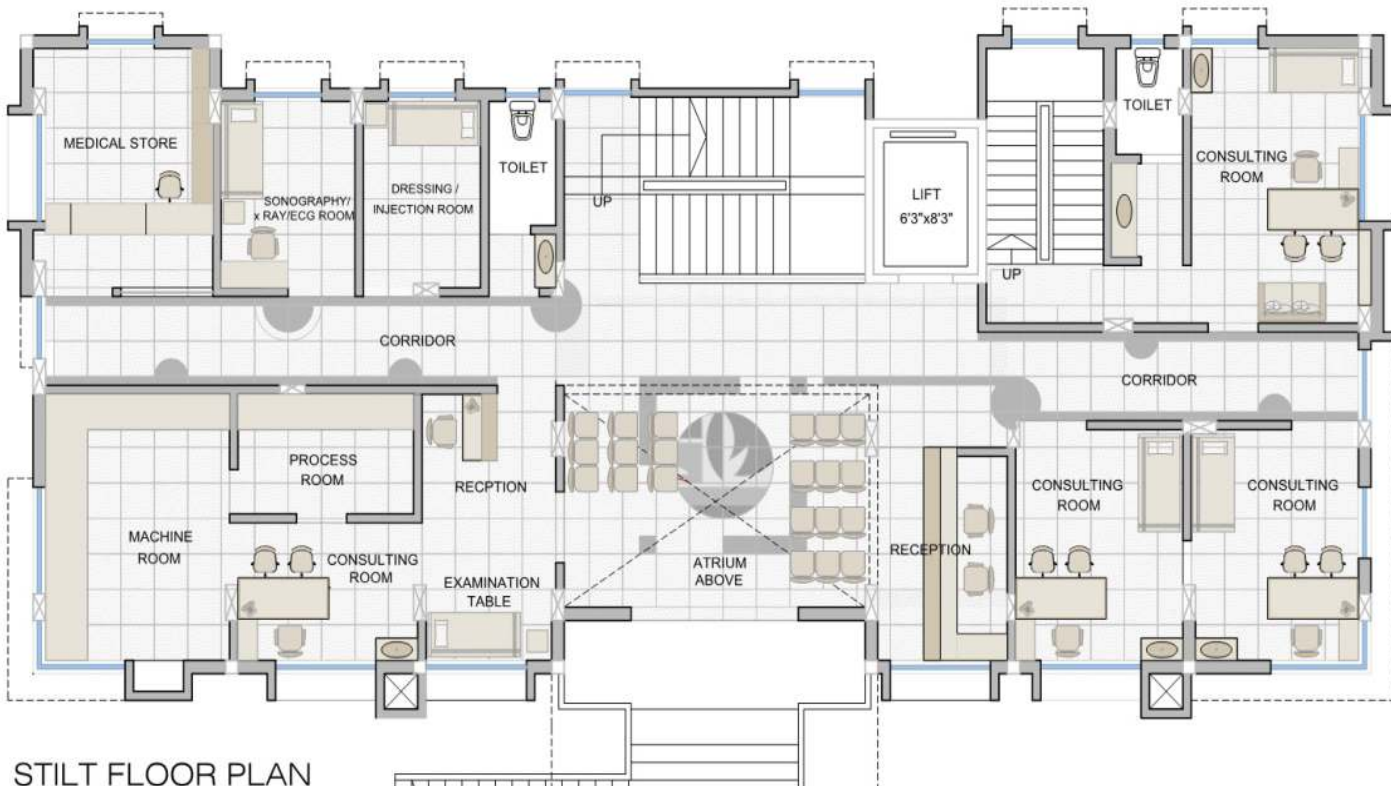 MEDICAL STORE
SONOGRAPHY/
x RAY/ECG ROOM
DRESSING /
INJECTION ROOM
TOILET
UP
LIFT
6'3"x8'3"
UP
TOILET
CONSULTING
ROOM
CORRIDOR
CORRIDOR
MACHINE
ROOM
PROCESS
ROOM
CONSULTING
ROOM
RECPTION
EXAMINATION
TABLE
ATRIUM
ABOVE
RECEPTION
CONSULTING
ROOM
CONSULTING
ROOM
STILT FLOOR PLAN